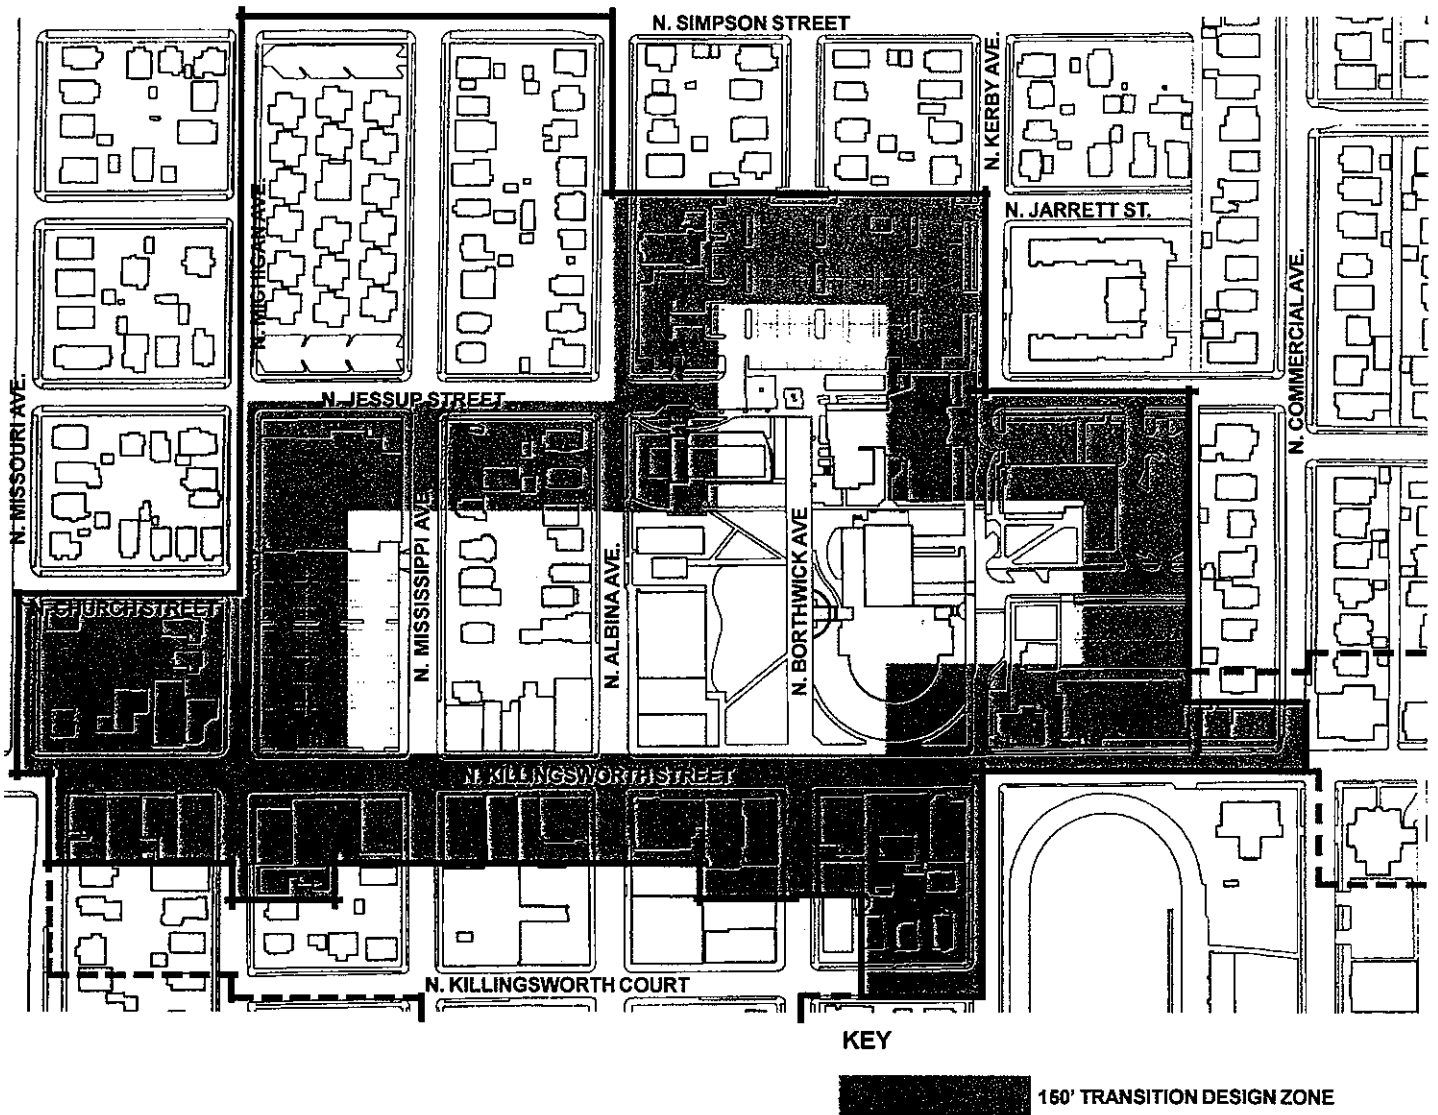 N. SIMPSON STREET
N. KERBY AVE.
N. JARRETT ST.
N. MICHIGAN AVE.
N. COMMERCIAL AVE.
N. MISSOURI AVE.
N. JESSUP STREET
N. MISSISSIPPI AVE.
N. ALBINA AVE.
N. BORTHWICK AVE
CHURCH STREET
N. KILLINGSWORTH STREET
N. KILLINGSWORTH COURT
KEY
150' TRANSITION DESIGN ZONE